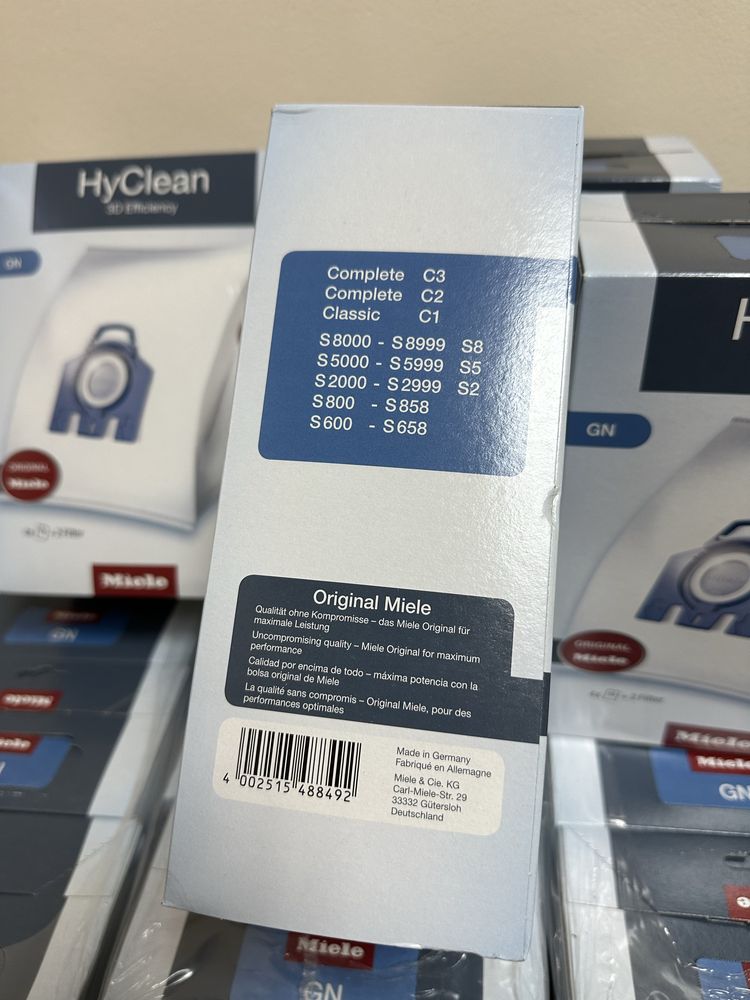 HyClean
3D Efficiency
GN
ORIGINAL
Miele
Miele
GN
Miele
Miele
Complete C3
Complete C2
Classic C1
S8000 - S8999 S8
S5000 - S5999 S5
S2000 - S2999 S2
S800 - S858
S600 - S658
Original Miele
Qualität ohne Kompromisse – das Miele Original für
maximale Leistung
Uncompromising quality – Miele Original for maximum
performance
Calidad por encima de todo – máxima potencia con la
bolsa original de Miele
La qualité sans compromis – Original Miele, pour des
performances optimales
4 002515 488492
Made in Germany
Fabriqué en Allemagne
Miele & Cie. KG
Carl-Miele-Str. 29
33332 Gütersloh
Deutschland
Miele
GN
H
GN
ORIGINAL
Miele
Miele
Miele
GN